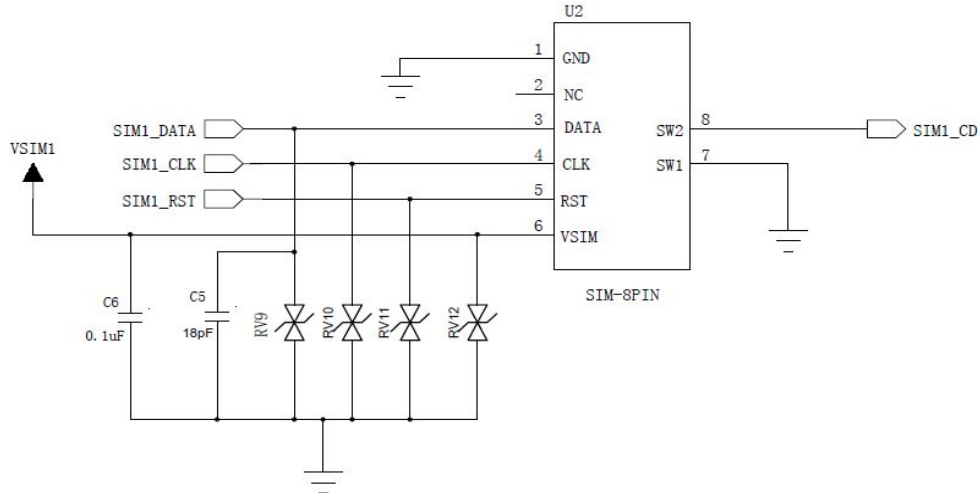 U2
1 GND
2 NC
SIM1_DATA 3 DATA SW2 8 SIM1_CD
VSIM1
SIM1_CLK 4 CLK SW1 7
SIM1_RST 5 RST
6 VSIM
SIM-8PIN
C6 0.1uF
C5 18pF
RV9
RV10
RV11
RV12